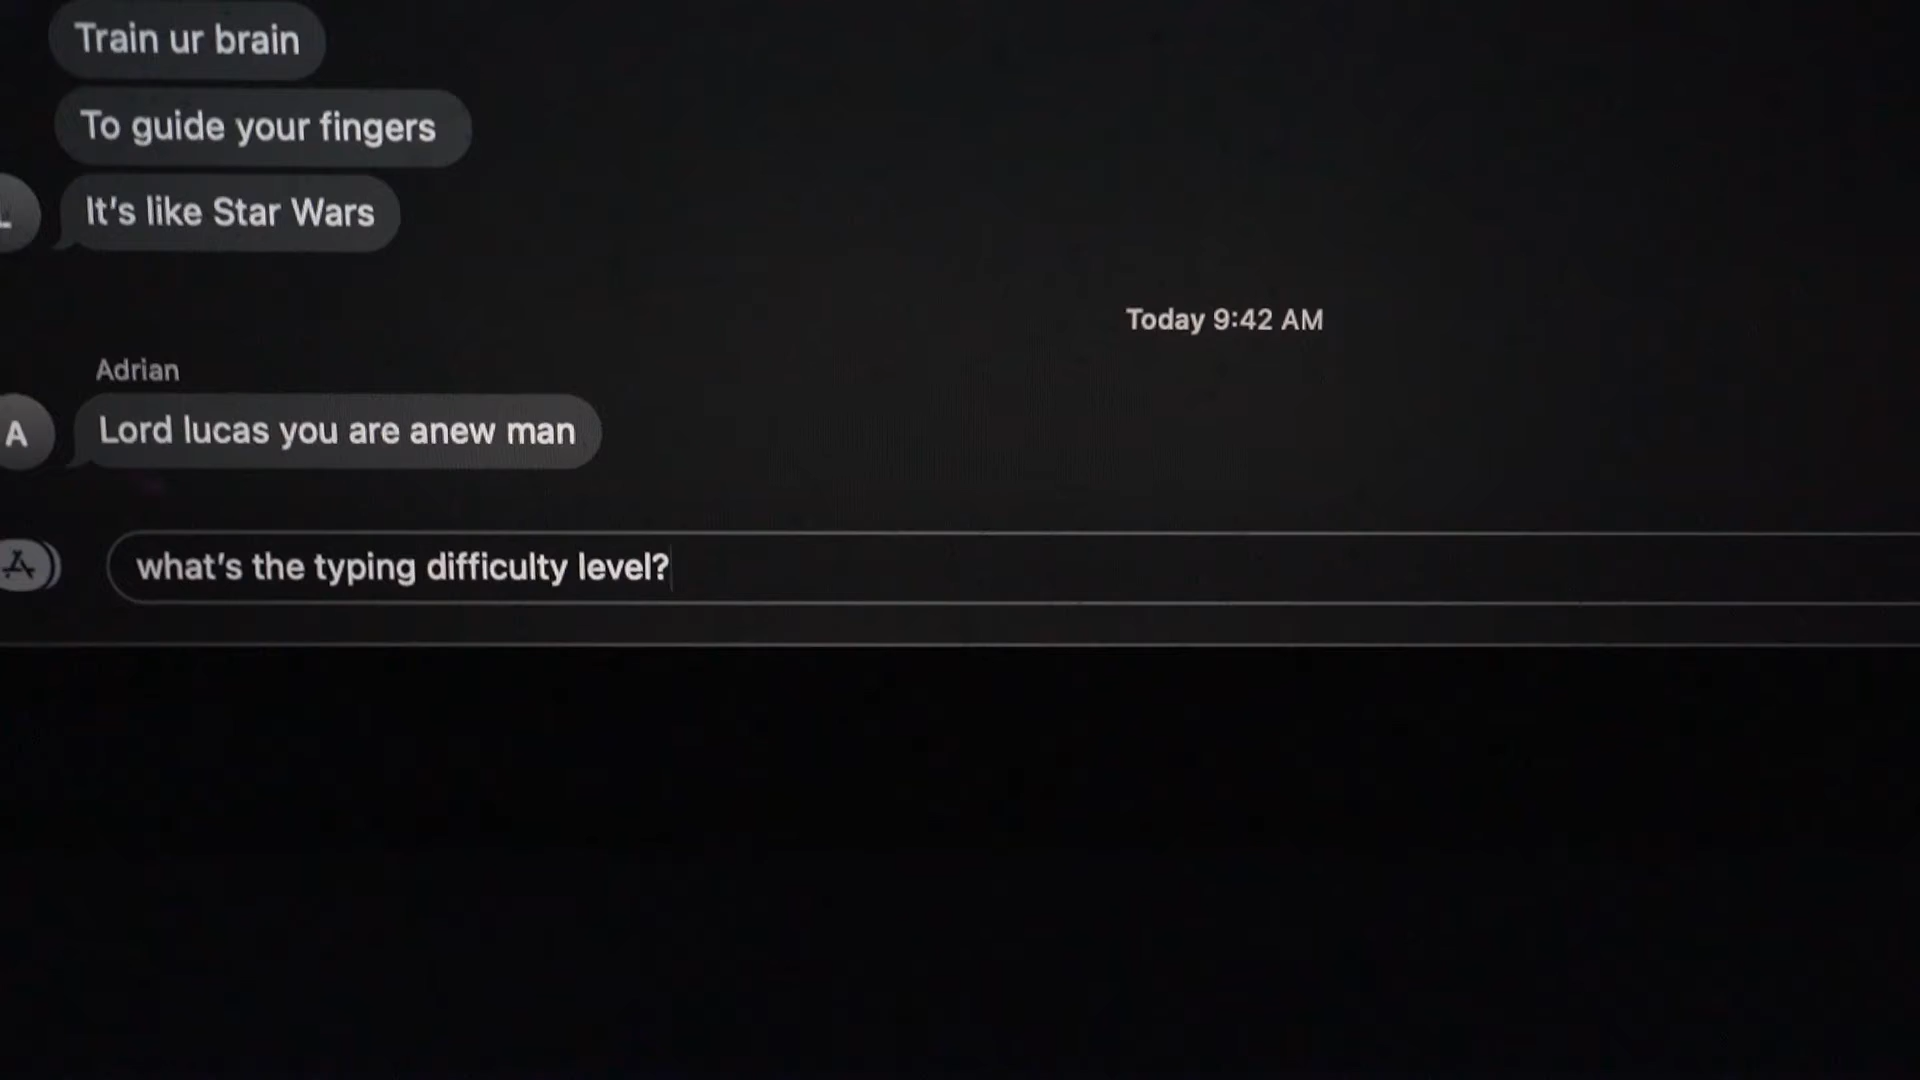 Train ur brain
To guide your fingers
It's like Star Wars
Today 9:42 AM
Adrian
A
Lord lucas you are anew man
what's the typing difficulty level?